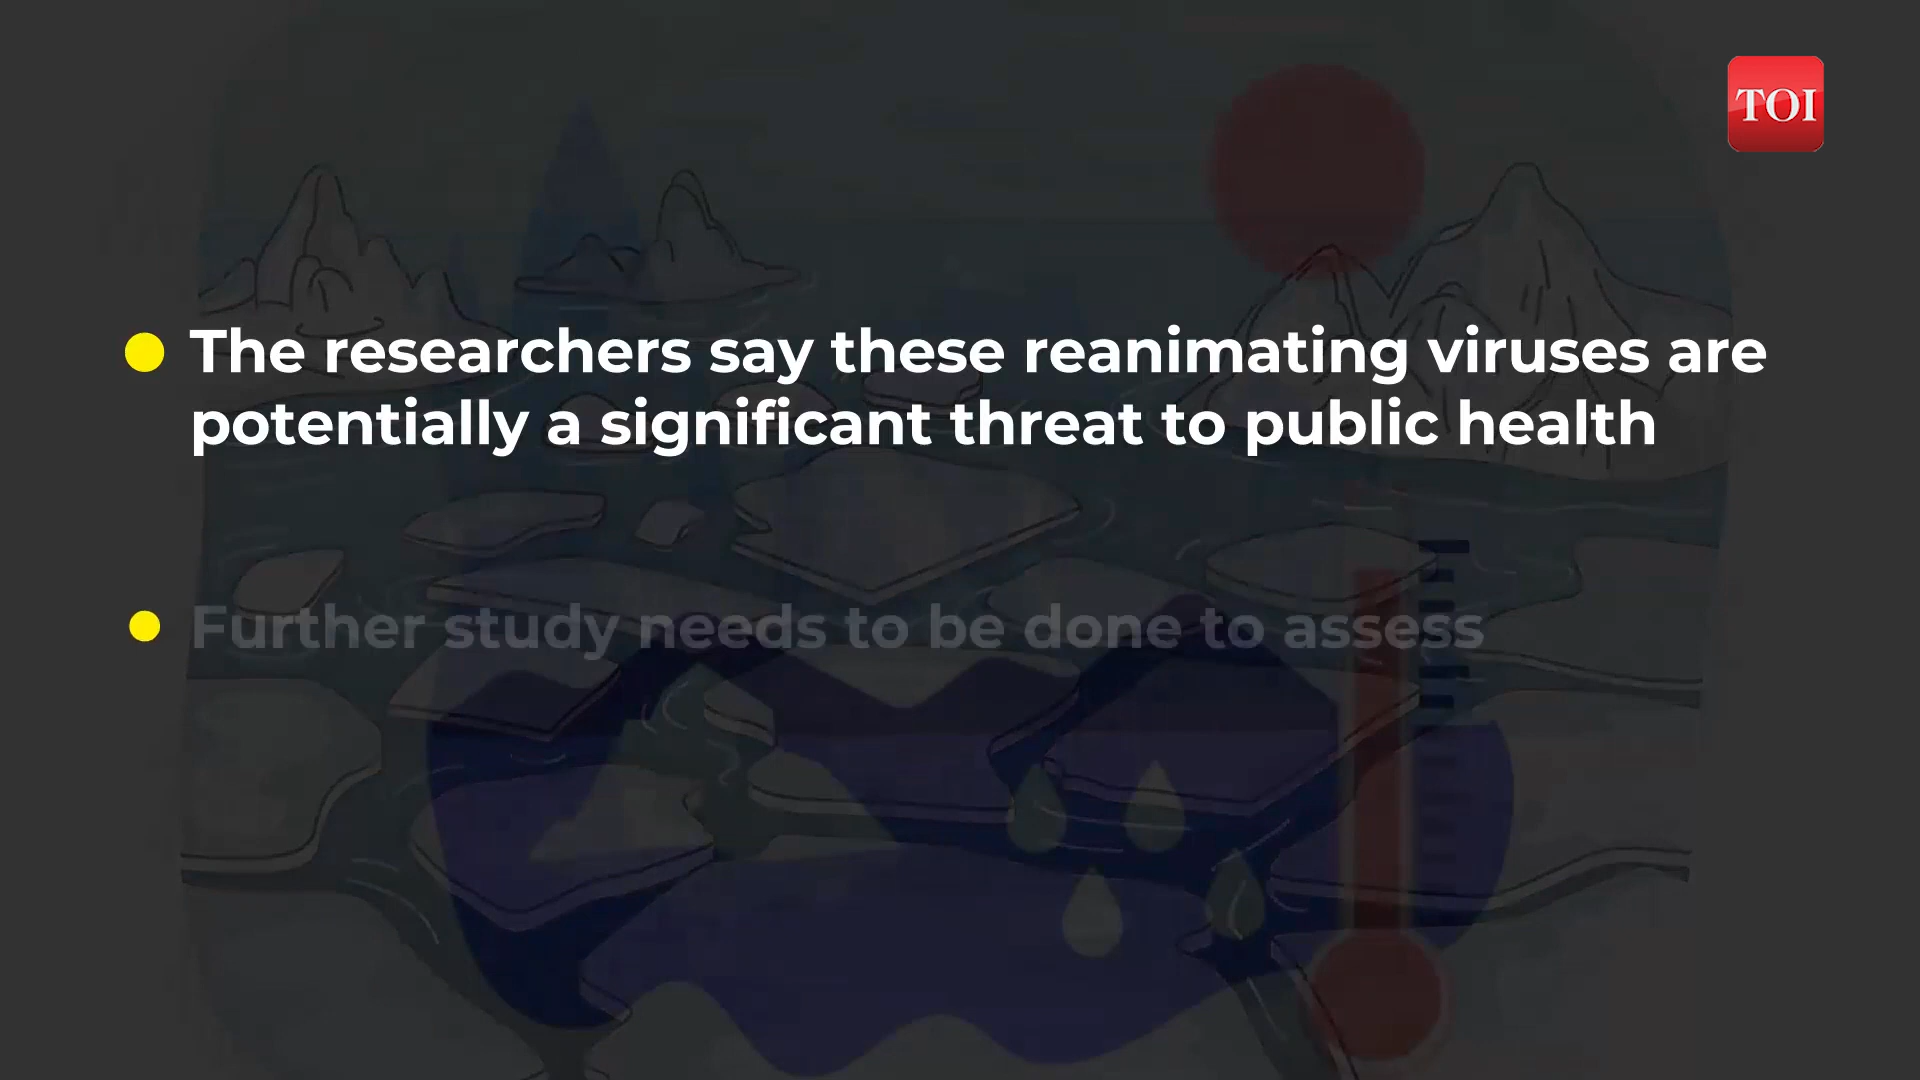 TOI
The researchers say these reanimating viruses are
potentially a significant threat to public health
Further study needs to be done to assess